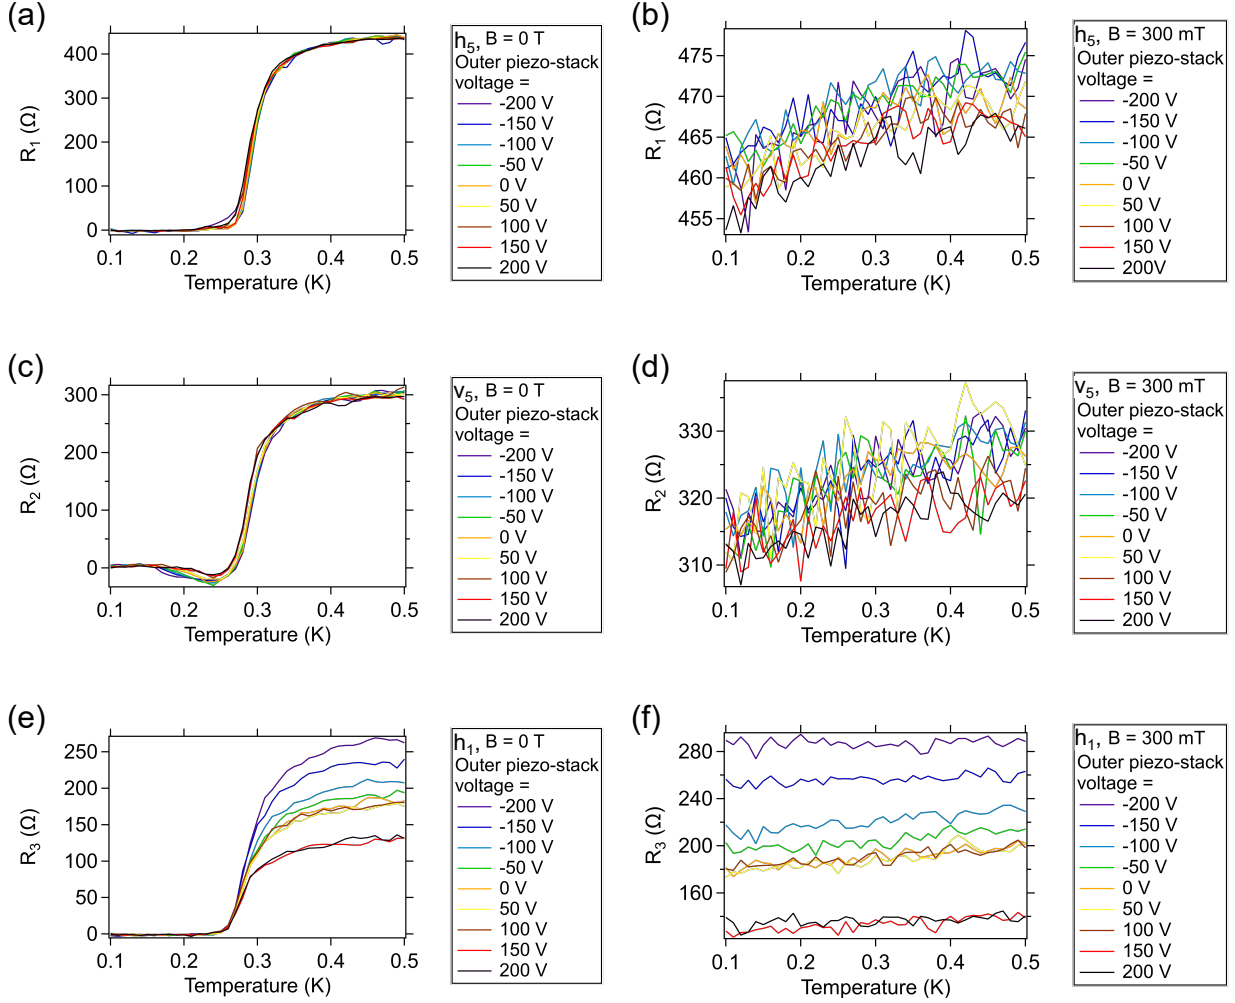 (a)
400
300
200
100
0
R1 (Ω)
0.1 0.2 0.3 0.4 0.5
Temperature (K)
h5, B = 0 T
Outer piezo-stack
voltage =
-200 V
-150 V
-100 V
-50 V
0 V
50 V
100 V
150 V
200 V
(b)
475
470
465
460
455
R1 (Ω)
0.1 0.2 0.3 0.4 0.5
Temperature (K)
h5, B = 300 mT
Outer piezo-stack
voltage =
-200 V
-150 V
-100 V
-50 V
0 V
50 V
100 V
150 V
200V
(c)
300
200
100
0
R2 (Ω)
0.1 0.2 0.3 0.4 0.5
Temperature (K)
v5, B = 0 T
Outer piezo-stack
voltage =
-200 V
-150 V
-100 V
-50 V
0 V
50 V
100 V
150 V
200 V
(d)
330
320
310
R2 (Ω)
0.1 0.2 0.3 0.4 0.5
Temperature (K)
v5, B = 300 mT
Outer piezo-stack
voltage =
-200 V
-150 V
-100 V
-50 V
0 V
50 V
100 V
150 V
200 V
(e)
250
200
150
100
50
0
R3 (Ω)
0.1 0.2 0.3 0.4 0.5
Temperature (K)
h1, B = 0 T
Outer piezo-stack
voltage =
-200 V
-150 V
-100 V
-50 V
0 V
50 V
100 V
150 V
200 V
(f)
280
240
200
160
R3 (Ω)
0.1 0.2 0.3 0.4 0.5
Temperature (K)
h1, B = 300 mT
Outer piezo-stack
voltage =
-200 V
-150 V
-100 V
-50 V
0 V
50 V
100 V
150 V
200 V